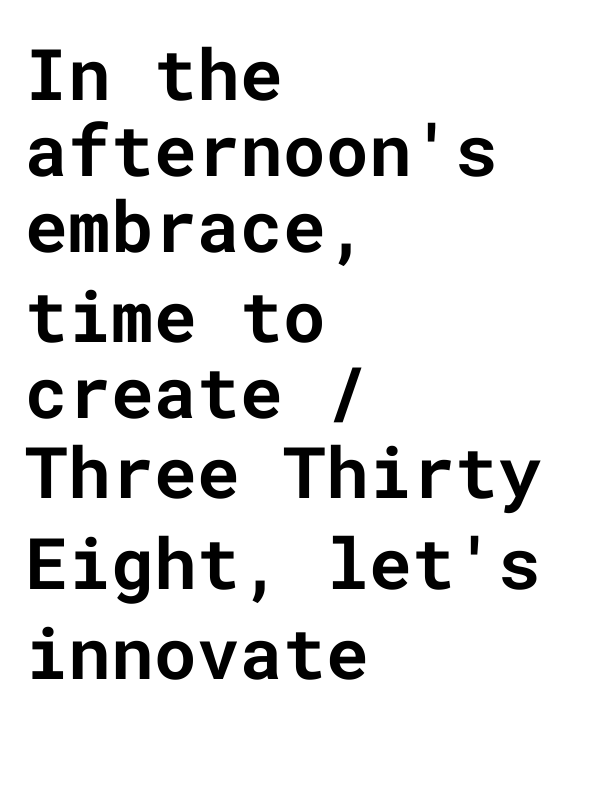 In the
afternoon's
embrace,
time to
create /
Three Thirty
Eight, let's
innovate